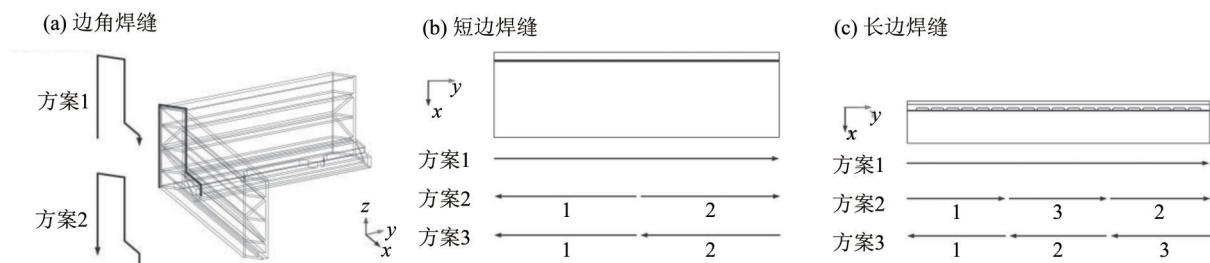 (a) 边角焊缝
方案1
方案2
z
y
x
(b) 短边焊缝
y
x
方案1
方案2
1 2
方案3
1 2
(c) 长边焊缝
y
x
方案1
方案2
1 3 2
方案3
1 2 3